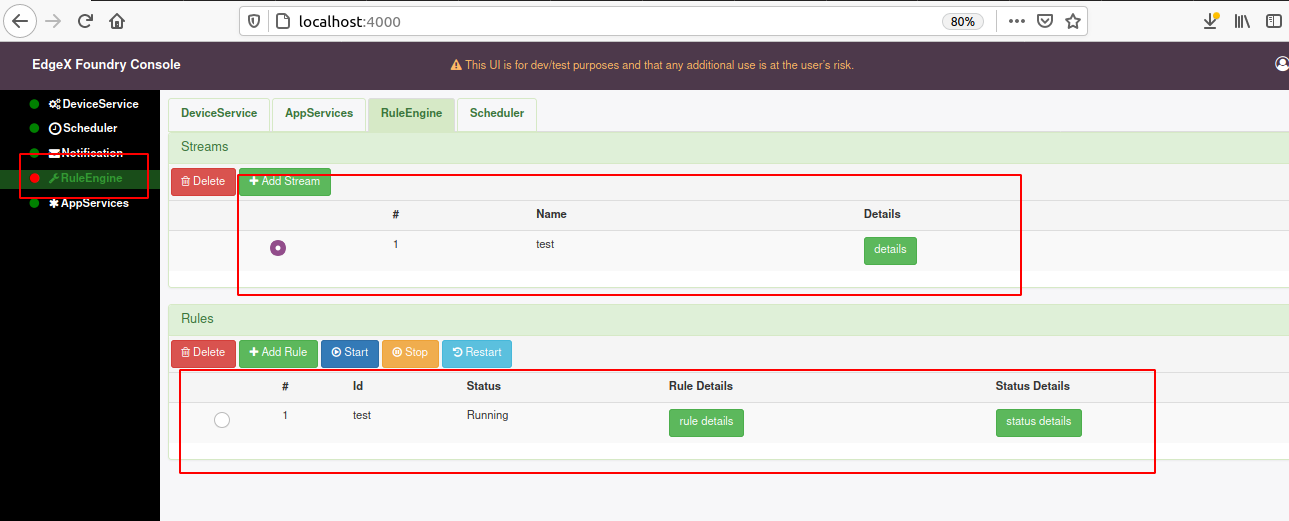 localhost:4000
80%
EdgeX Foundry Console
This UI is for dev/test purposes and that any additional use is at the user's risk.
DeviceService
Scheduler
Notification
RuleEngine
AppServices
DeviceService AppServices RuleEngine Scheduler
Streams
Delete Add Stream
# Name Details
1 test details
Rules
Delete Add Rule Start Stop Restart
# Id Status Rule Details Status Details
1 test Running rule details status details